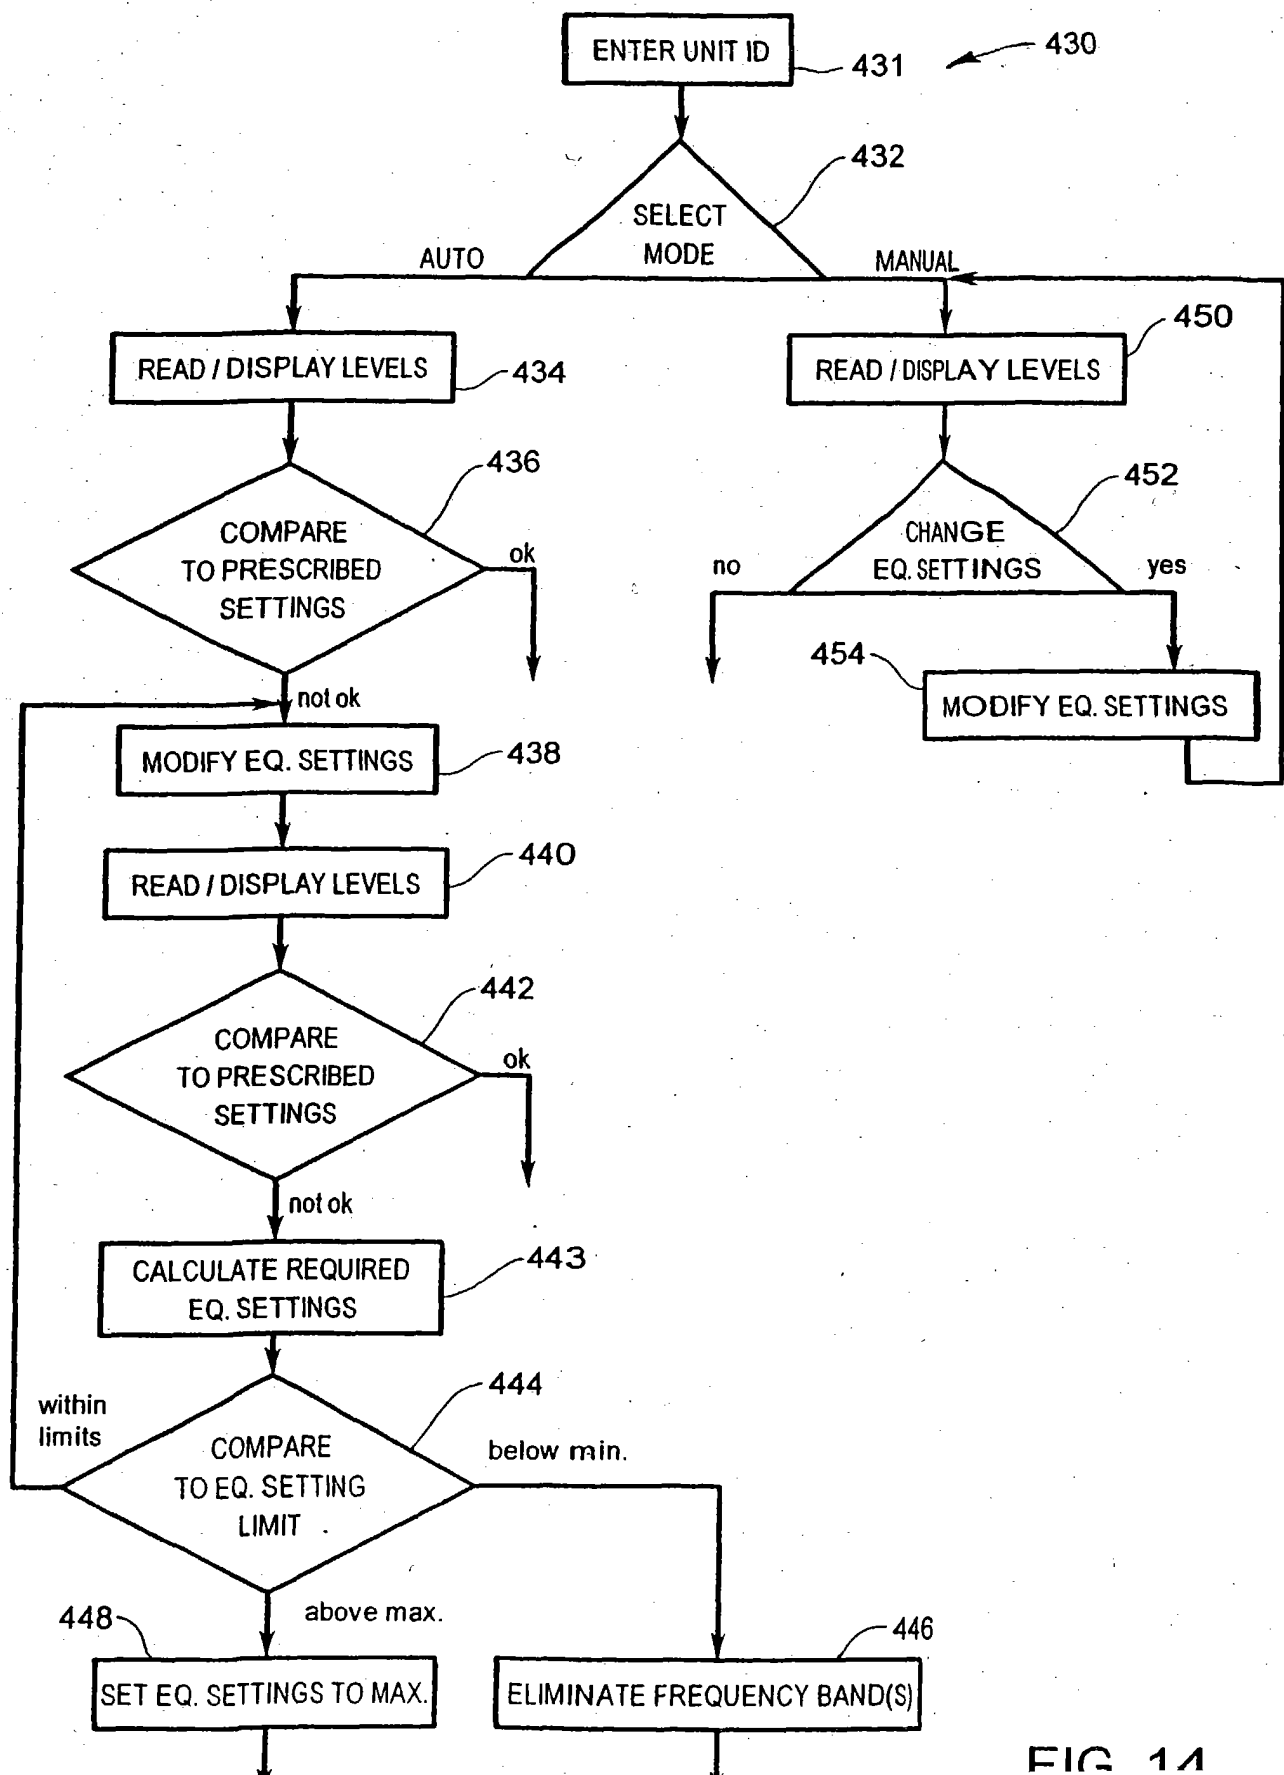 ENTER UNIT ID
431
430
432
SELECT
MODE
AUTO
MANUAL
450
READ / DISPLAY LEVELS
434
READ / DISPLAY LEVELS
436
452
COMPARE
TO PRESCRIBED
SETTINGS
ok
CHANGE
EQ. SETTINGS
no
yes
454
not ok
MODIFY EQ. SETTINGS
MODIFY EQ. SETTINGS
438
440
READ / DISPLAY LEVELS
442
COMPARE
TO PRESCRIBED
SETTINGS
ok
not ok
CALCULATE REQUIRED
EQ. SETTINGS
443
444
within
limits
COMPARE
TO EQ. SETTING
LIMIT
below min.
above max.
448
446
SET EQ. SETTINGS TO MAX.
ELIMINATE FREQUENCY BAND(S)
FIG. 14